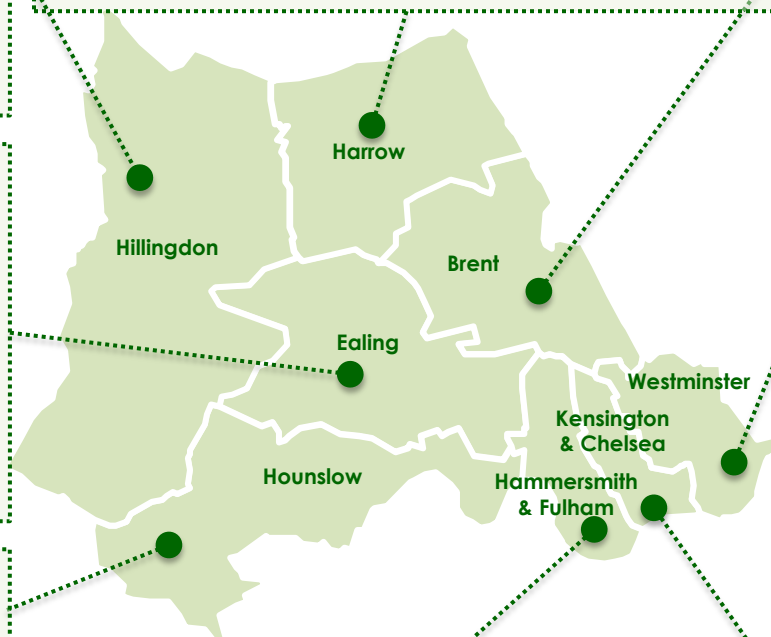 Harrow
Hillingdon
Brent
Ealing
Westminster
Kensington
& Chelsea
Hounslow
Hammersmith
& Fulham